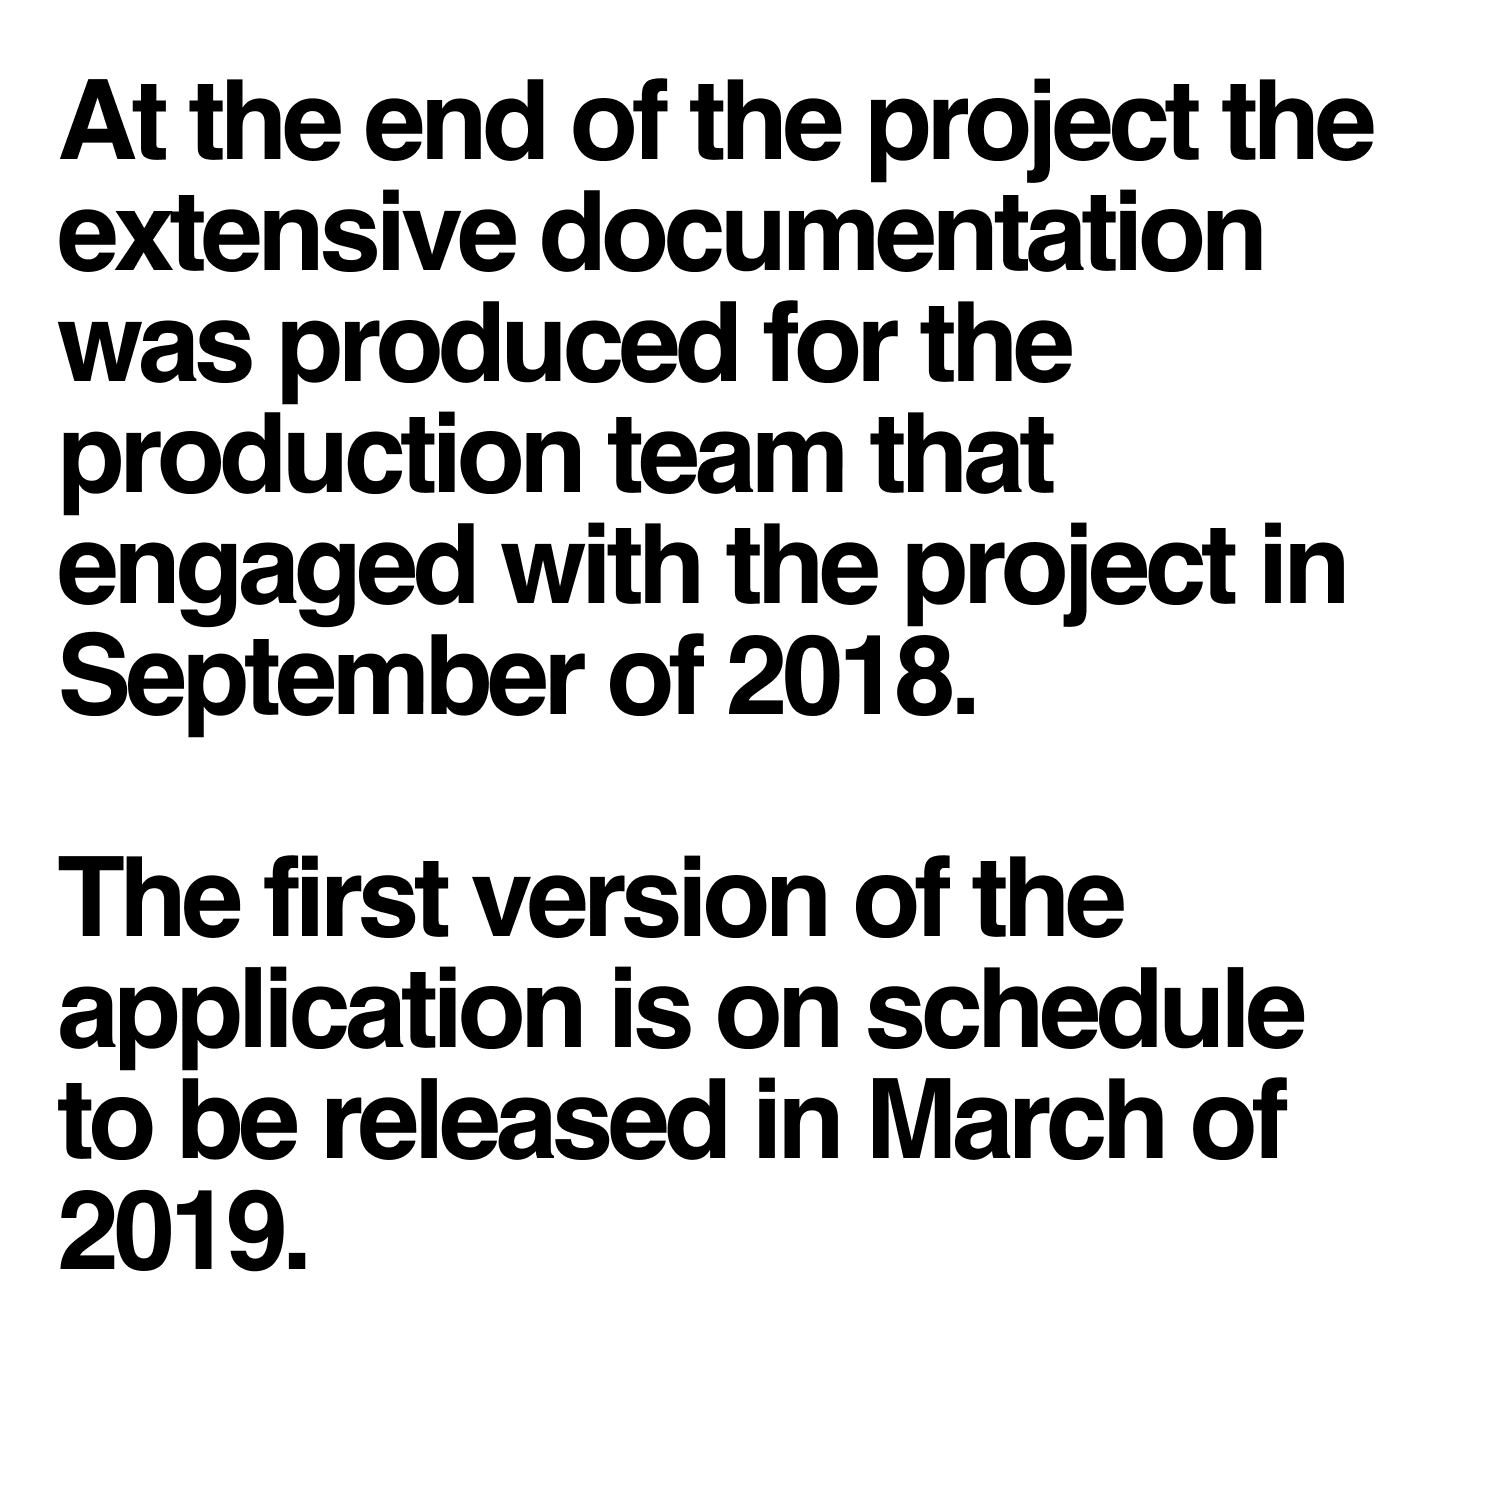 At the end of the project the
extensive documentation
was produced for the
production team that
engaged with the project in
September of 2018.
The first version of the
application is on schedule
to be released in March of
2019.